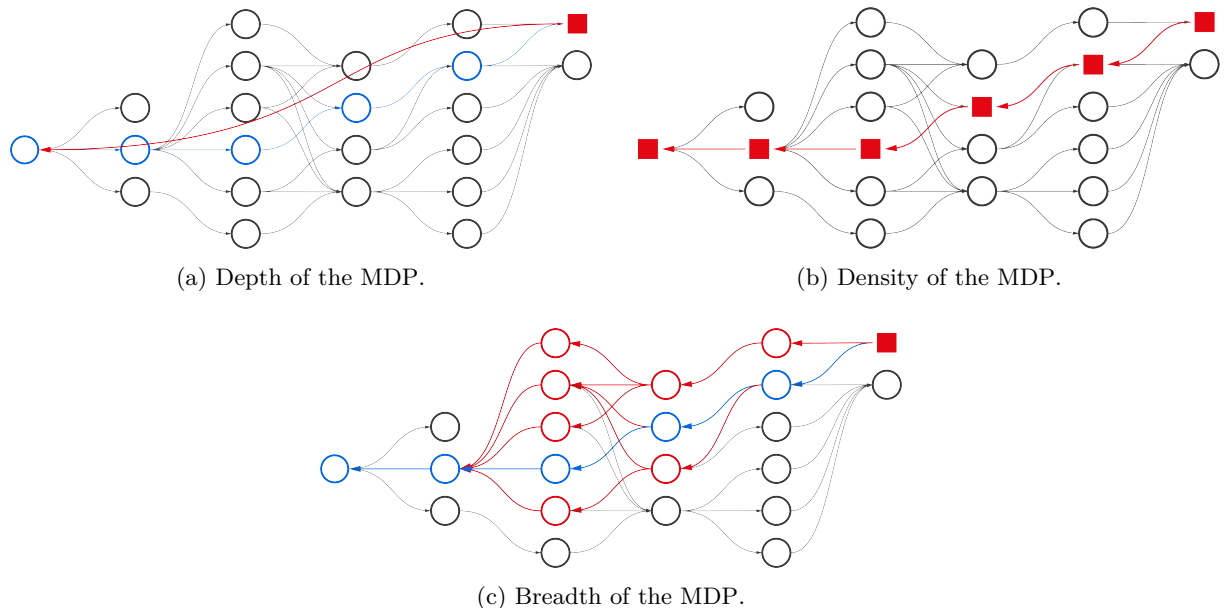 (a) Depth of the MDP.
(b) Density of the MDP.
(c) Breadth of the MDP.